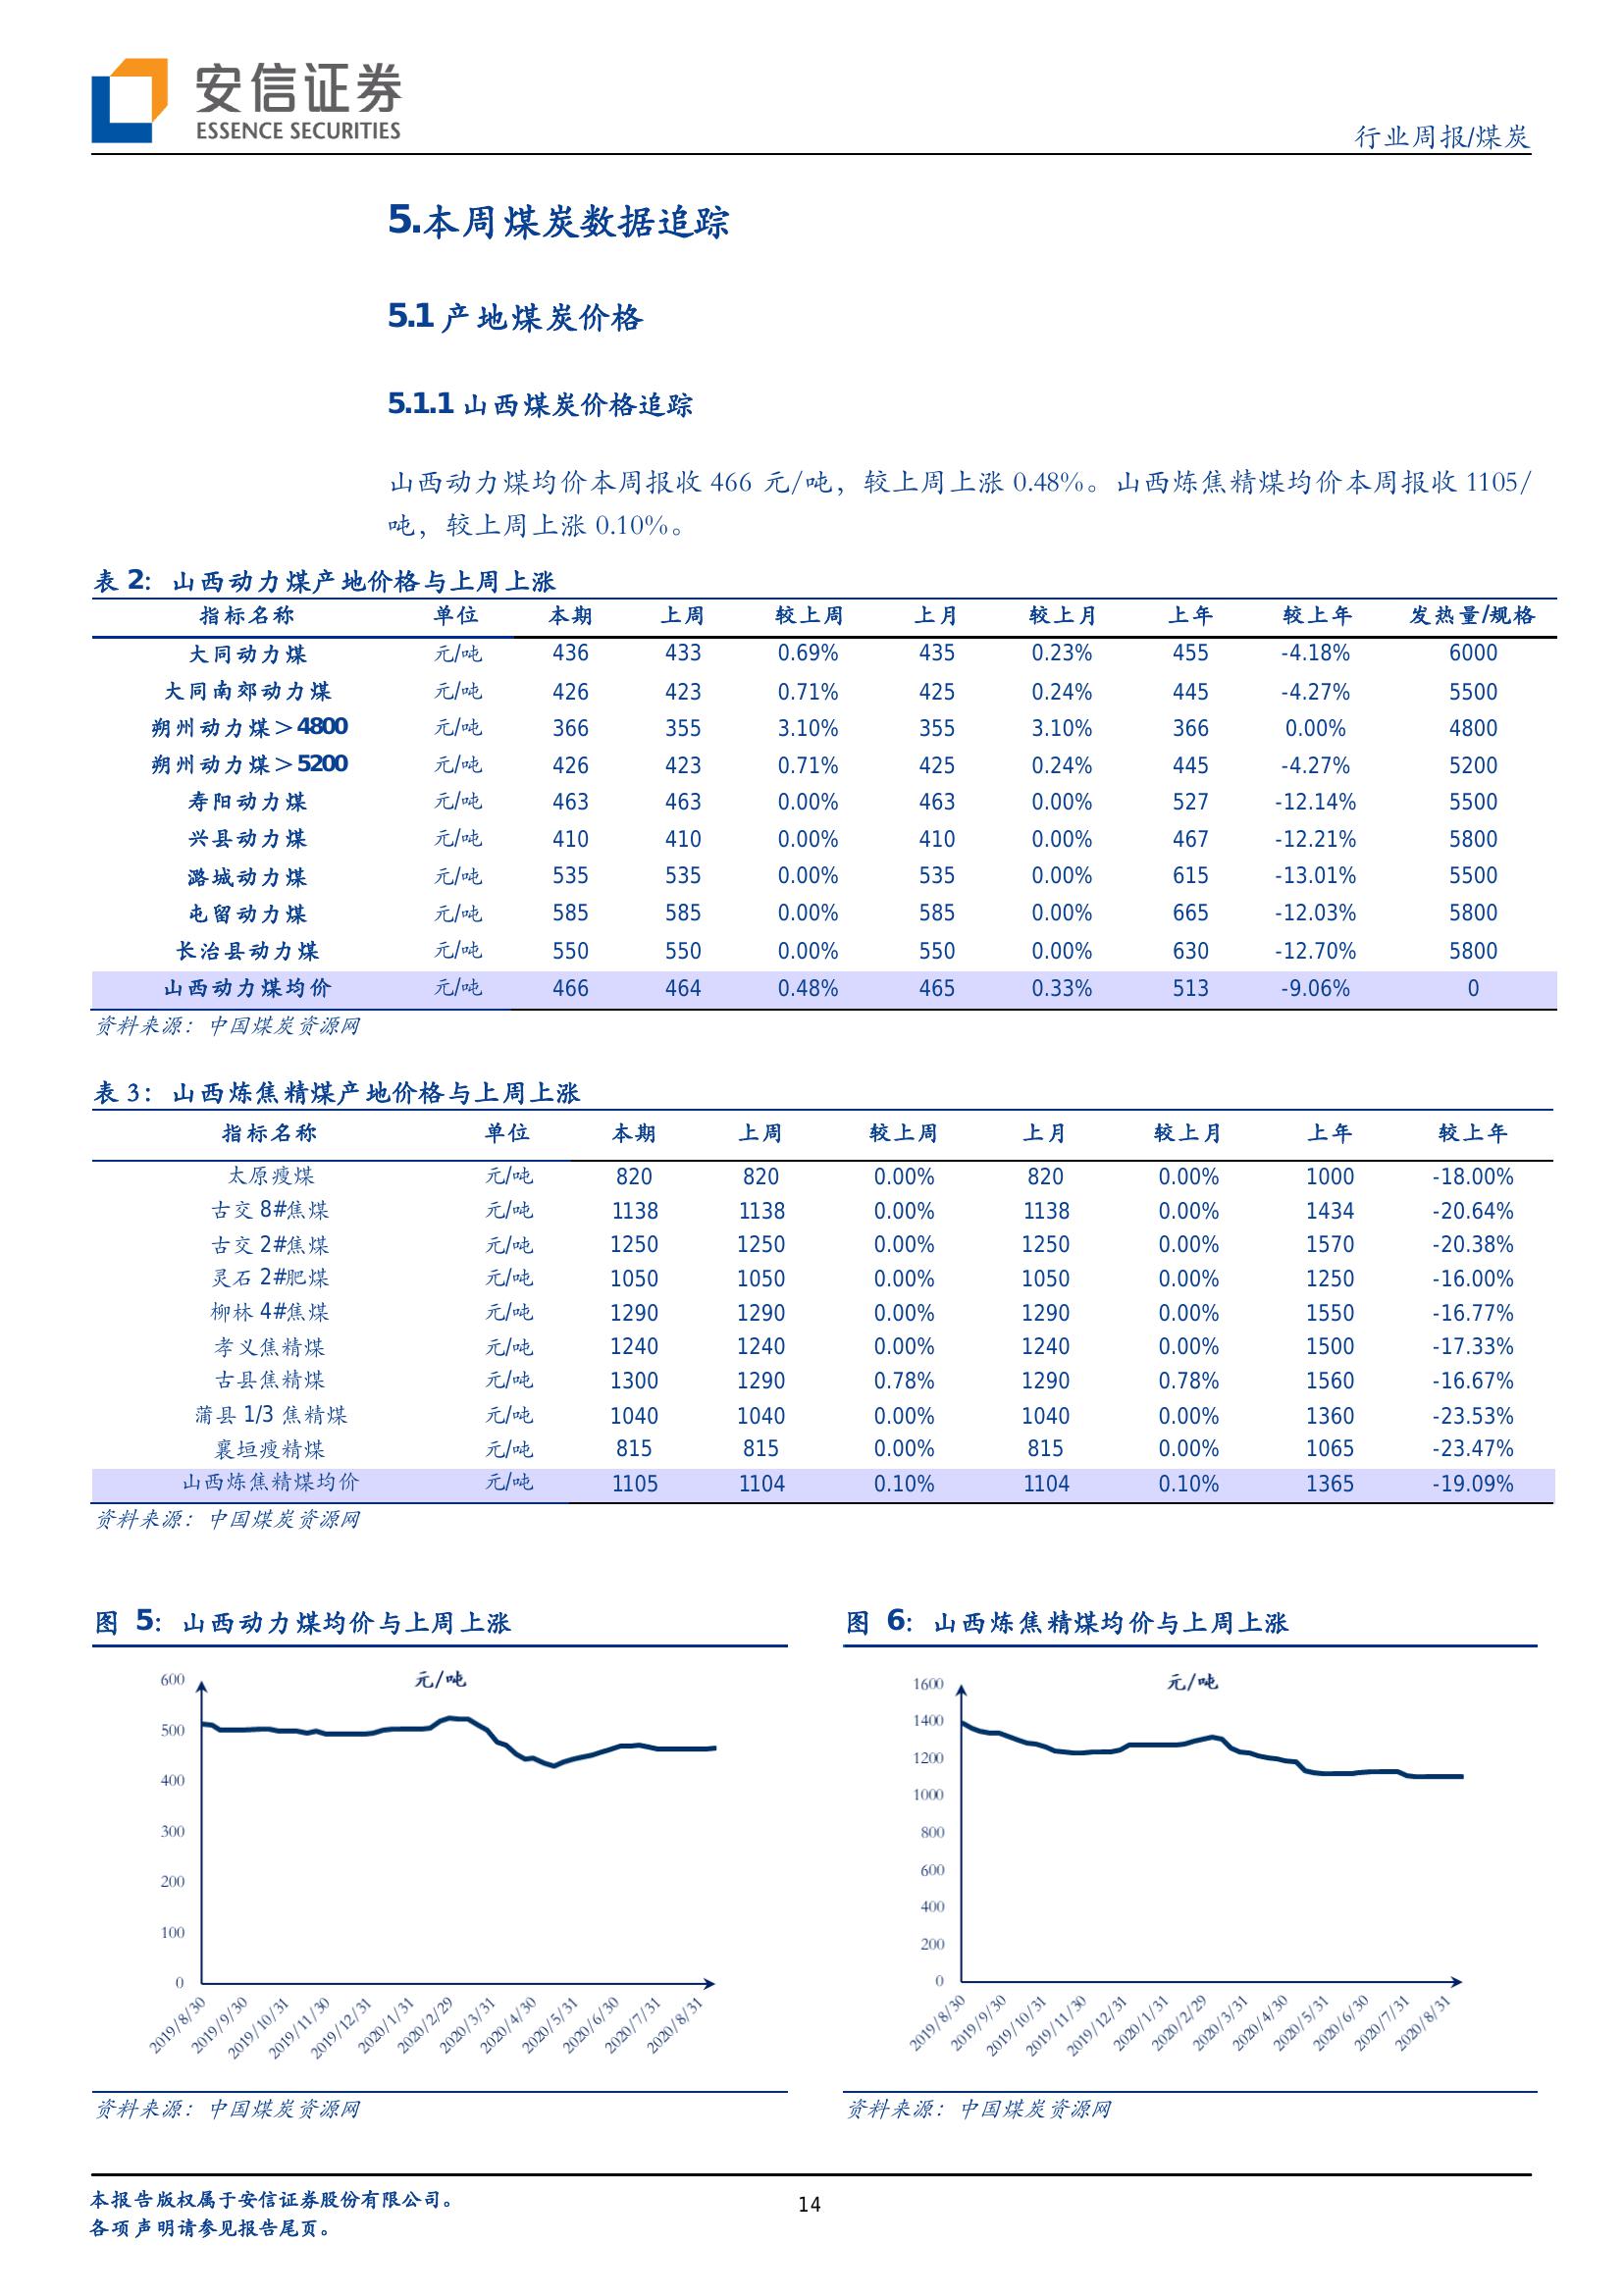 安信证券
ESSENCE SECURITIES
行业周报/煤炭
5.本周煤炭数据追踪
5.1 产地煤炭价格
5.1.1 山西煤炭价格追踪
山西动力煤均价本周报收 466 元/吨，较上周上涨 0.48%。山西炼焦精煤均价本周报收 1105/
吨，较上周上涨 0.10%。
表 2：山西动力煤产地价格与上周上涨
指标名称 单位 本期 上周 较上周 上月 较上月 上年 较上年 发热量/规格
大同动力煤 元/吨 436 433 0.69% 435 0.23% 455 -4.18% 6000
大同南郊动力煤 元/吨 426 423 0.71% 425 0.24% 445 -4.27% 5500
朔州动力煤＞4800 元/吨 366 355 3.10% 355 3.10% 366 0.00% 4800
朔州动力煤＞5200 元/吨 426 423 0.71% 425 0.24% 445 -4.27% 5200
寿阳动力煤 元/吨 463 463 0.00% 463 0.00% 527 -12.14% 5500
兴县动力煤 元/吨 410 410 0.00% 410 0.00% 467 -12.21% 5800
潞城动力煤 元/吨 535 535 0.00% 535 0.00% 615 -13.01% 5500
屯留动力煤 元/吨 585 585 0.00% 585 0.00% 665 -12.03% 5800
长治县动力煤 元/吨 550 550 0.00% 550 0.00% 630 -12.70% 5800
山西动力煤均价 元/吨 466 464 0.48% 465 0.33% 513 -9.06% 0
资料来源：中国煤炭资源网
表 3：山西炼焦精煤产地价格与上周上涨
指标名称 单位 本期 上周 较上周 上月 较上月 上年 较上年
太原瘦煤 元/吨 820 820 0.00% 820 0.00% 1000 -18.00%
古交 8#焦煤 元/吨 1138 1138 0.00% 1138 0.00% 1434 -20.64%
古交 2#焦煤 元/吨 1250 1250 0.00% 1250 0.00% 1570 -20.38%
灵石 2#肥煤 元/吨 1050 1050 0.00% 1050 0.00% 1250 -16.00%
柳林 4#焦煤 元/吨 1290 1290 0.00% 1290 0.00% 1550 -16.77%
孝义焦精煤 元/吨 1240 1240 0.00% 1240 0.00% 1500 -17.33%
古县焦精煤 元/吨 1300 1290 0.78% 1290 0.78% 1560 -16.67%
蒲县 1/3 焦精煤 元/吨 1040 1040 0.00% 1040 0.00% 1360 -23.53%
襄垣瘦精煤 元/吨 815 815 0.00% 815 0.00% 1065 -23.47%
山西炼焦精煤均价 元/吨 1105 1104 0.10% 1104 0.10% 1365 -19.09%
资料来源：中国煤炭资源网
图 5：山西动力煤均价与上周上涨
元/吨
600
500
400
300
200
100
0
2019/8/30 2019/9/30 2019/10/31 2019/11/30 2019/12/31 2020/1/31 2020/2/29 2020/3/31 2020/4/30 2020/5/31 2020/6/30 2020/7/31 2020/8/31
资料来源：中国煤炭资源网
图 6：山西炼焦精煤均价与上周上涨
元/吨
1600
1400
1200
1000
800
600
400
200
0
2019/8/30 2019/9/30 2019/10/31 2019/11/30 2019/12/31 2020/1/31 2020/2/29 2020/3/31 2020/4/30 2020/5/31 2020/6/30 2020/7/31 2020/8/31
资料来源：中国煤炭资源网
本报告版权属于安信证券股份有限公司。
各项声明请参见报告尾页。
14